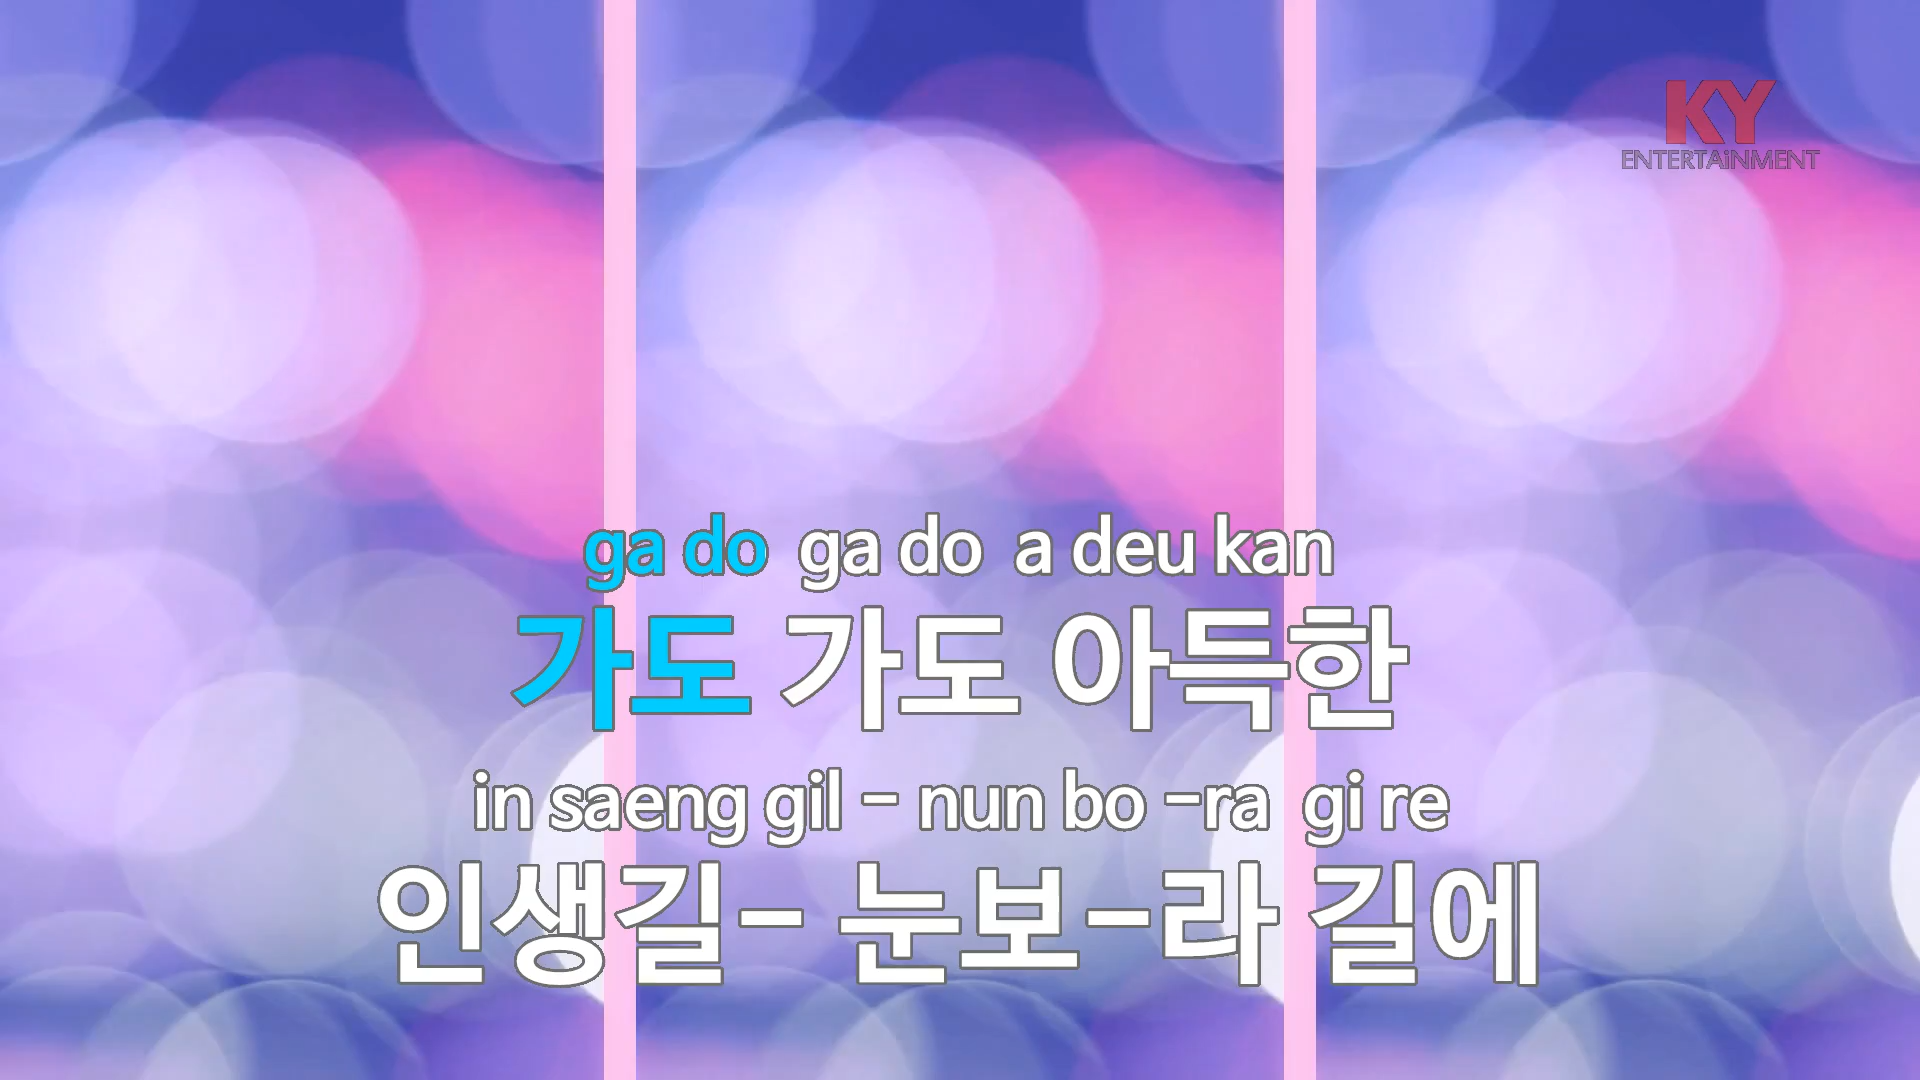 KY
ENTERTAiNMENT
ga do ga do a deu kan
가도 가도 아득한
in saeng gil - nun bo -ra gi re
인생길- 눈보-라 길에